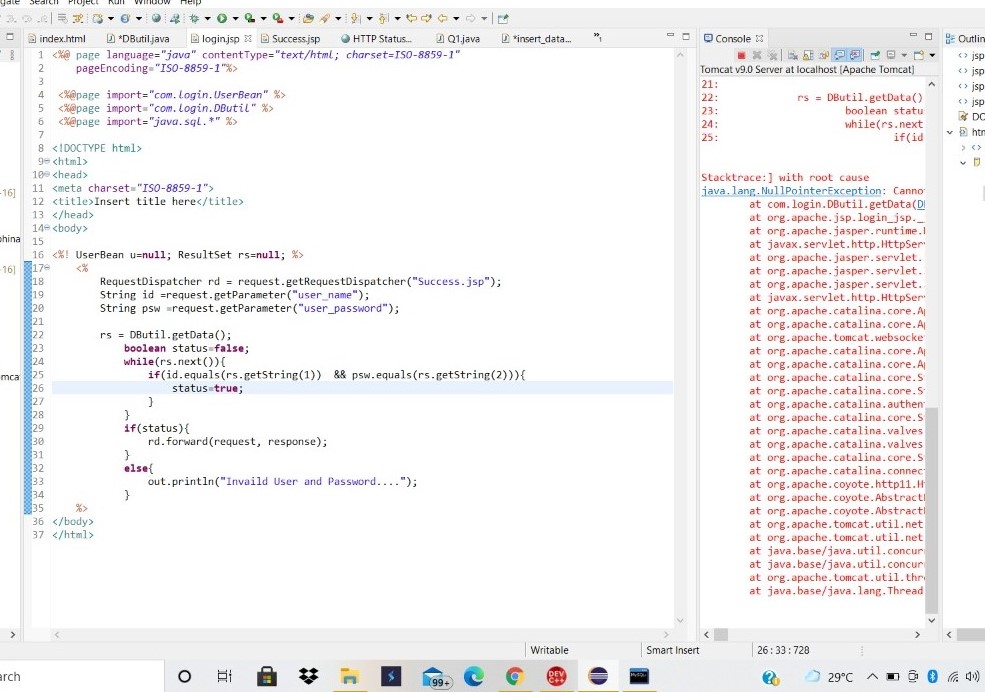 Search Project Run Window Help
index.html *DButil.java login.jsp Success.jsp HTTP Status... Q1.java *insert_data... »1
1 <%@ page language="java" contentType="text/html; charset=ISO-8859-1"
2 pageEncoding="ISO-8859-1"%>
3
4 <%@page import="com.login.UserBean" %>
5 <%@page import="com.login.DButil" %>
6 <%@page import="java.sql.*" %>
7
8 <!DOCTYPE html>
9 <html>
10 <head>
11 <meta charset="ISO-8859-1">
12 <title>Insert title here</title>
13 </head>
14 <body>
15
16 <%! UserBean u=null; ResultSet rs=null; %>
17 <%
18 RequestDispatcher rd = request.getRequestDispatcher("Success.jsp");
19 String id =request.getParameter("user_name");
20 String psw =request.getParameter("user_password");
21
22 rs = DButil.getData();
23 boolean status=false;
24 while(rs.next()){
25 if(id.equals(rs.getString(1)) && psw.equals(rs.getString(2))){
26 status=true;
27 }
28 }
29 if(status){
30 rd.forward(request, response);
31 }
32 else{
33 out.println("Invaild User and Password....");
34 }
35 %>
36 </body>
37 </html>
-16]
-16]
Console
Tomcat v9.0 Server at localhost [Apache Tomcat]
21:
22: rs = DButil.getData()
23: boolean statu
24: while(rs.next
25: if(id
Stacktrace:] with root cause
java.lang.NullPointerException: Canno
at com.login.DButil.getData(D
at org.apache.jsp.login_jsp._
at org.apache.jasper.runtime.
at javax.servlet.http.HttpSer
at org.apache.jasper.servlet.
at org.apache.jasper.servlet.
at org.apache.jasper.servlet.
at javax.servlet.http.HttpSer
at org.apache.catalina.core.A
at org.apache.catalina.core.A
at org.apache.tomcat.websocke
at org.apache.catalina.core.A
at org.apache.catalina.core.A
at org.apache.catalina.core.S
at org.apache.catalina.core.S
at org.apache.catalina.authen
at org.apache.catalina.core.S
at org.apache.catalina.valves
at org.apache.catalina.valves
at org.apache.catalina.core.S
at org.apache.catalina.connec
at org.apache.coyote.http11.H
at org.apache.coyote.Abstract
at org.apache.coyote.Abstract
at org.apache.tomcat.util.net
at org.apache.tomcat.util.net
at java.base/java.util.concur
at java.base/java.util.concur
at org.apache.tomcat.util.thr
at java.base/java.lang.Thread
Outlin
jsp
jsp
jsp
jsp
DO
htm
Writable Smart Insert 26 : 33 : 728
99+ DEV C++ MySQL 29°C